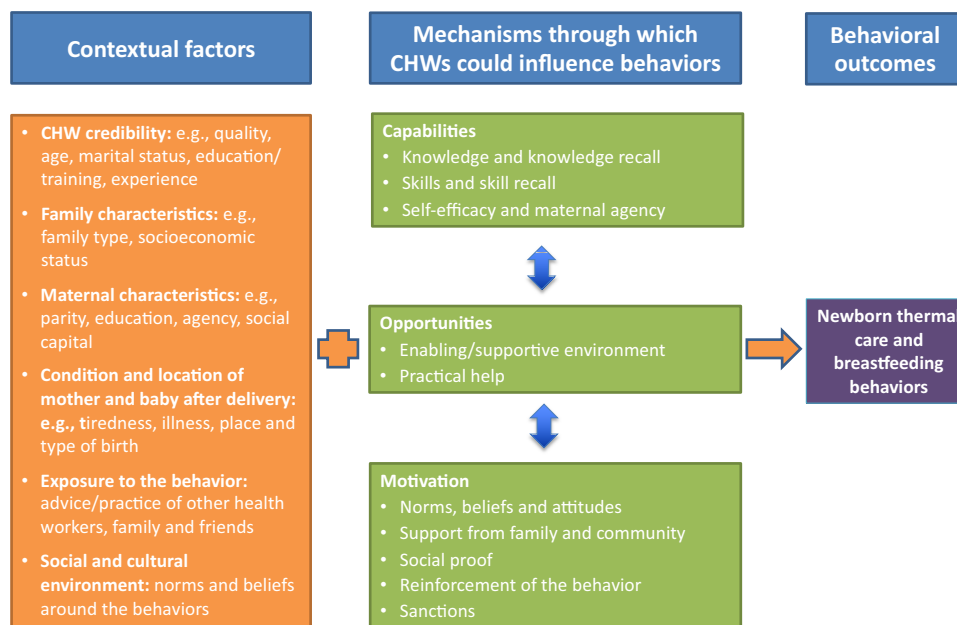 Contextual factors
CHW credibility: e.g., quality,
age, marital status, education/
training, experience
Family characteristics: e.g.,
family type, socioeconomic
status
Maternal characteristics: e.g.,
parity, education, agency, social
capital
Condition and location of
mother and baby after delivery:
e.g., tiredness, illness, place and
type of birth
Exposure to the behavior:
advice/practice of other health
workers, family and friends
Social and cultural
environment: norms and beliefs
around the behaviors
Mechanisms through which
CHWs could influence behaviors
Capabilities
• Knowledge and knowledge recall
• Skills and skill recall
• Self-efficacy and maternal agency
Opportunities
• Enabling/supportive environment
• Practical help
Motivation
• Norms, beliefs and attitudes
• Support from family and community
• Social proof
• Reinforcement of the behavior
• Sanctions
Behavioral
outcomes
Newborn thermal
care and
breastfeeding
behaviors